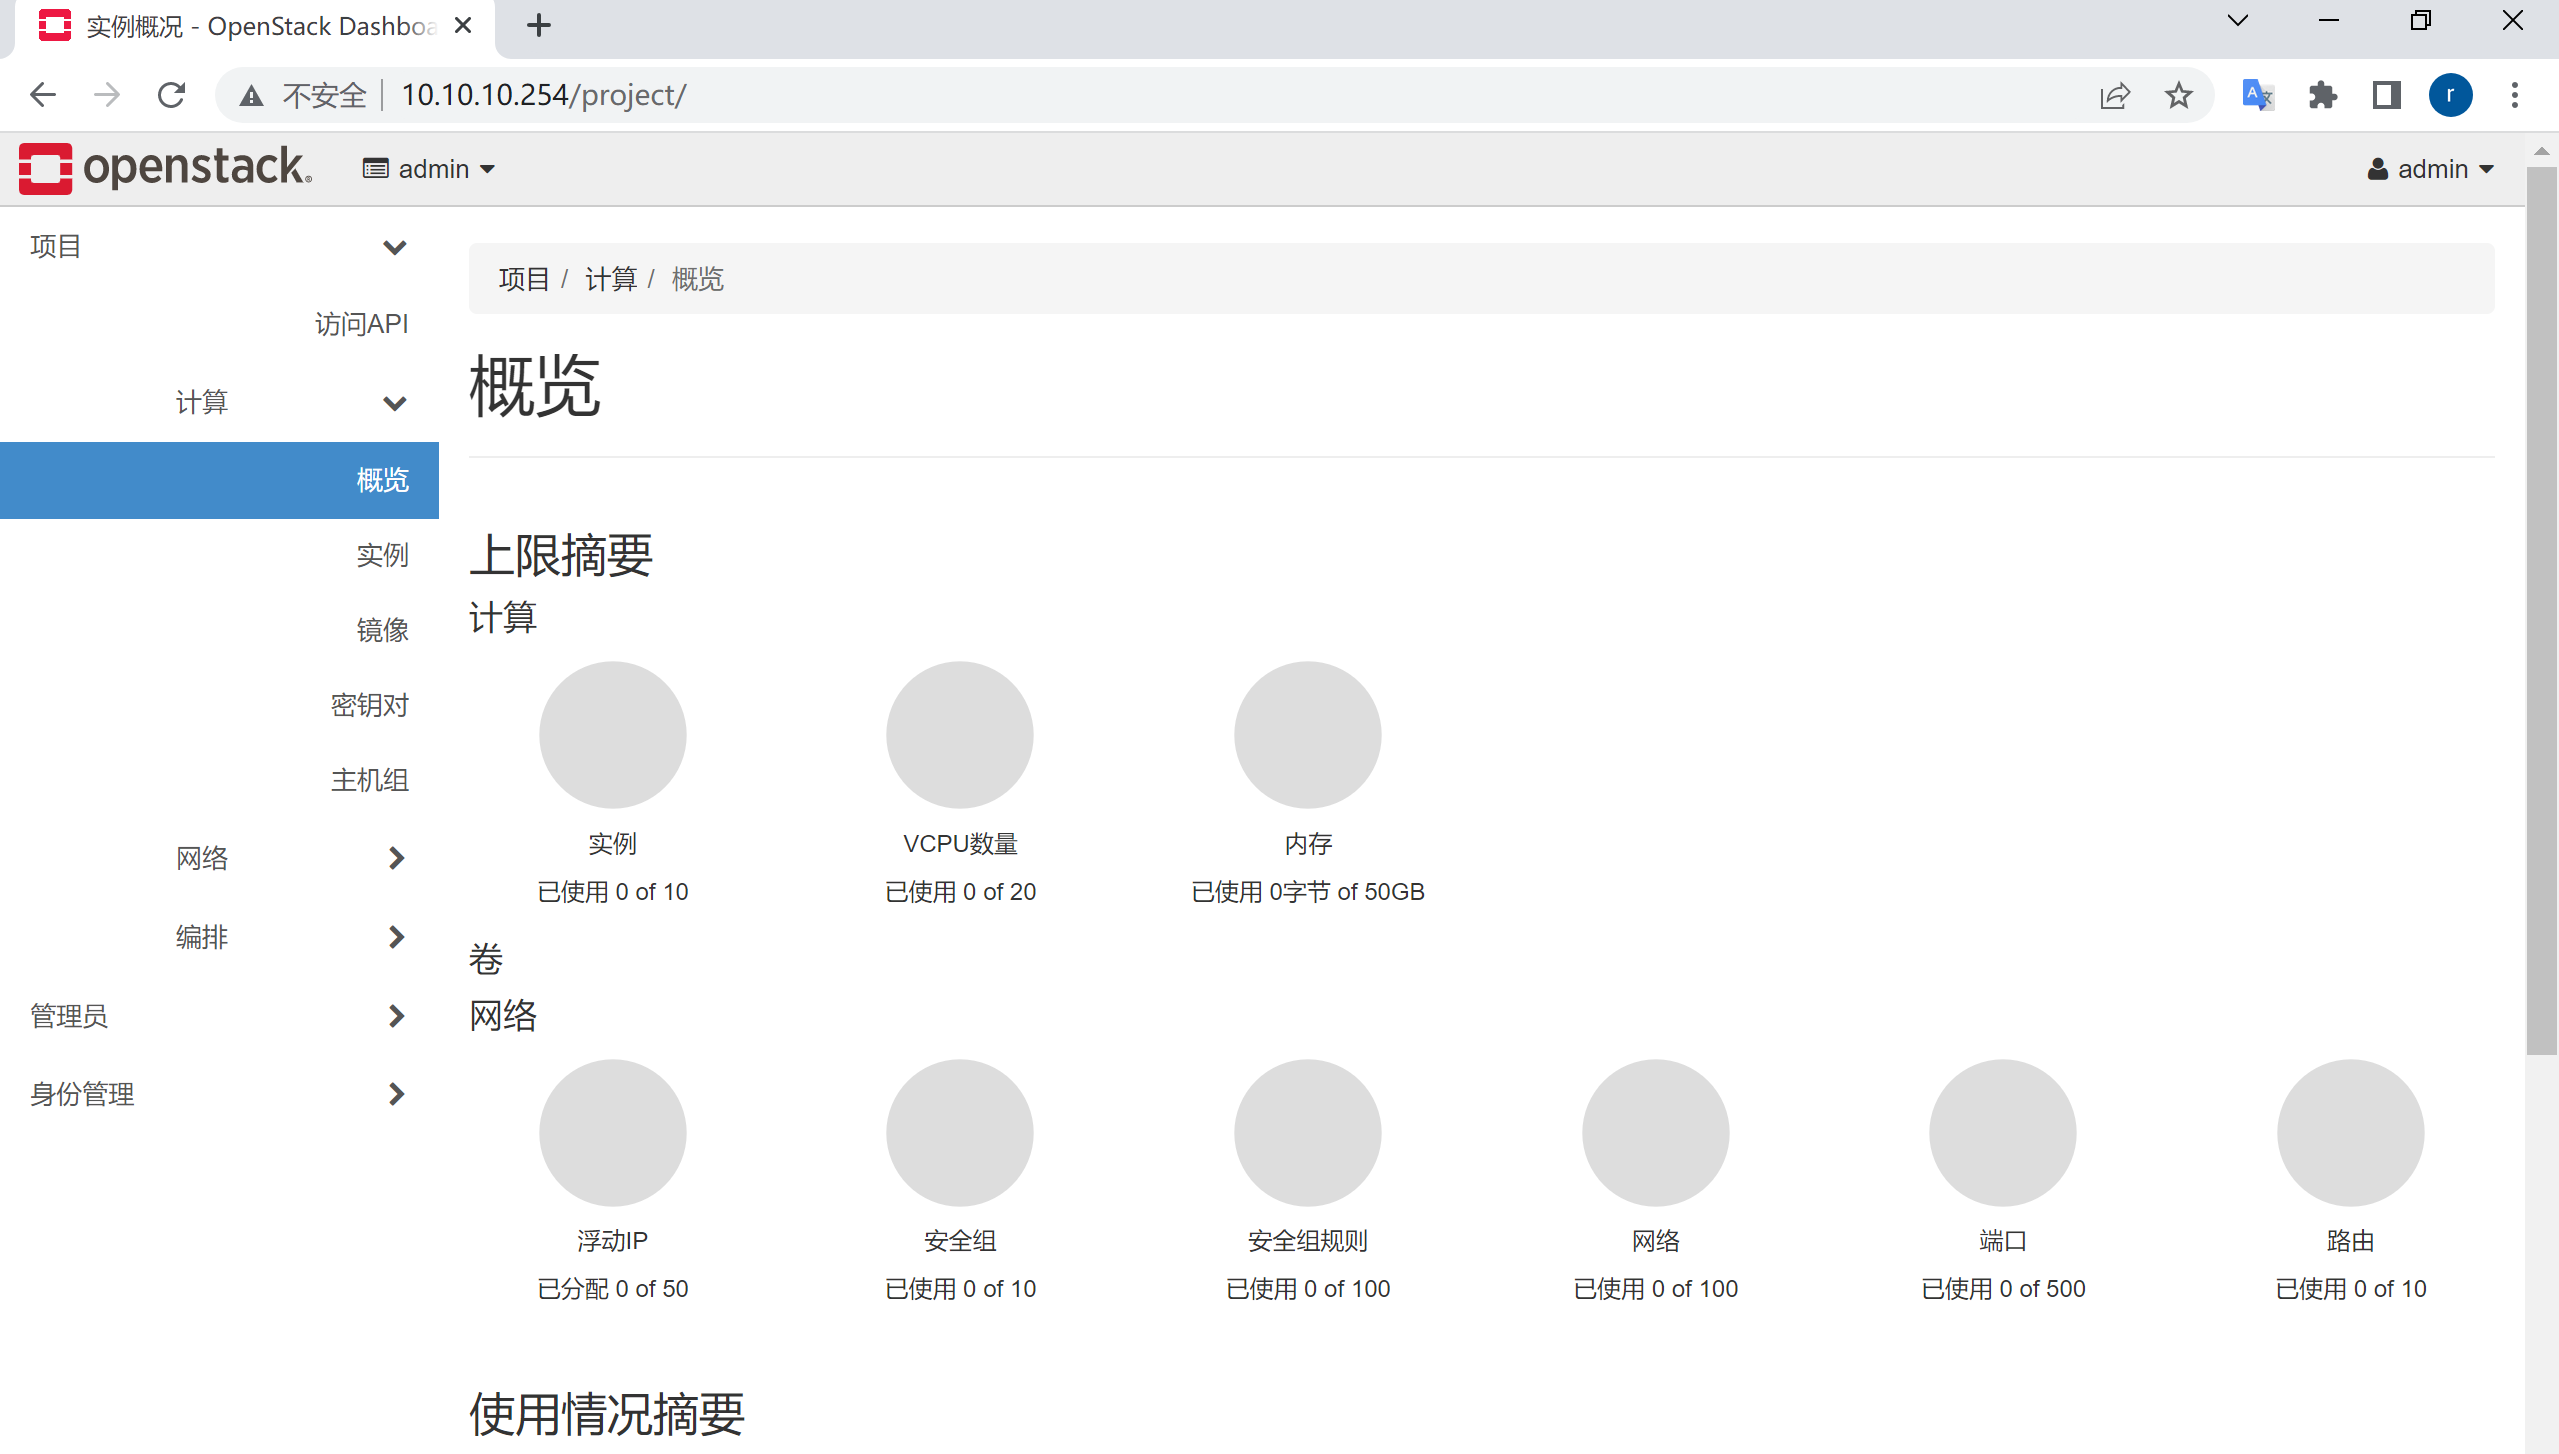 实例概况 - OpenStack Dashboa
不安全 10.10.10.254/project/
r
openstack. admin admin
项目
访问API
计算
概览
实例
镜像
密钥对
主机组
网络
编排
管理员
身份管理
项目 / 计算 / 概览
概览
上限摘要
计算
实例 VCPU数量 内存
已使用 0 of 10 已使用 0 of 20 已使用 0字节 of 50GB
卷
网络
浮动IP 安全组 安全组规则 网络 端口 路由
已分配 0 of 50 已使用 0 of 10 已使用 0 of 100 已使用 0 of 100 已使用 0 of 500 已使用 0 of 10
使用情况摘要